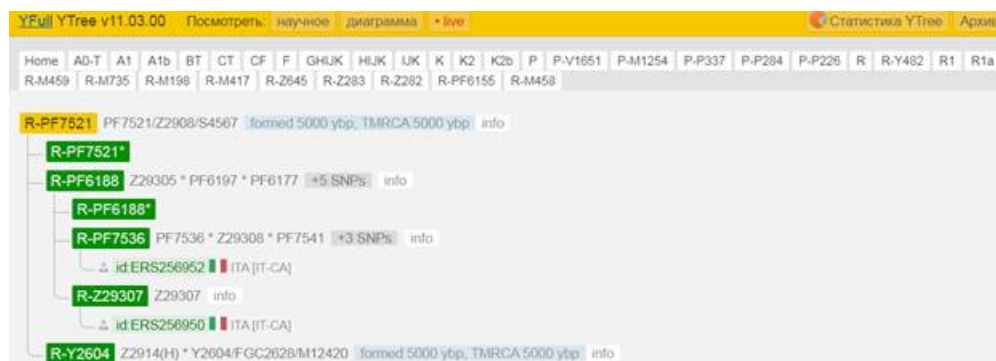 YFull YTree v11.03.00 Посмотреть: научное диаграмма • live Статистика YTree Архив
Home A0-T A1 A1b BT CT CF F GHIJK HIJK IJK K K2 K2b P P-V1651 P-M1254 P-P337 P-P284 P-P226 R R-Y482 R1 R1a
R-M459 R-M735 R-M198 R-M417 R-Z645 R-Z283 R-Z282 R-PF6155 R-M458
R-PF7521 PF7521/Z2908/S4567 formed 5000 ybp, TMRCA 5000 ybp info
R-PF7521*
R-PF6188 Z29305 * PF6197 * PF6177 +5 SNPs info
R-PF6188*
R-PF7536 PF7536 * Z29308 * PF7541 +3 SNPs info
id:ERS256952 ITA [IT-CA]
R-Z29307 Z29307 info
id:ERS256950 ITA [IT-CA]
R-Y2604 Z2914(H) * Y2604/FGC2628/M12420 formed 5000 ybp, TMRCA 5000 ybp info